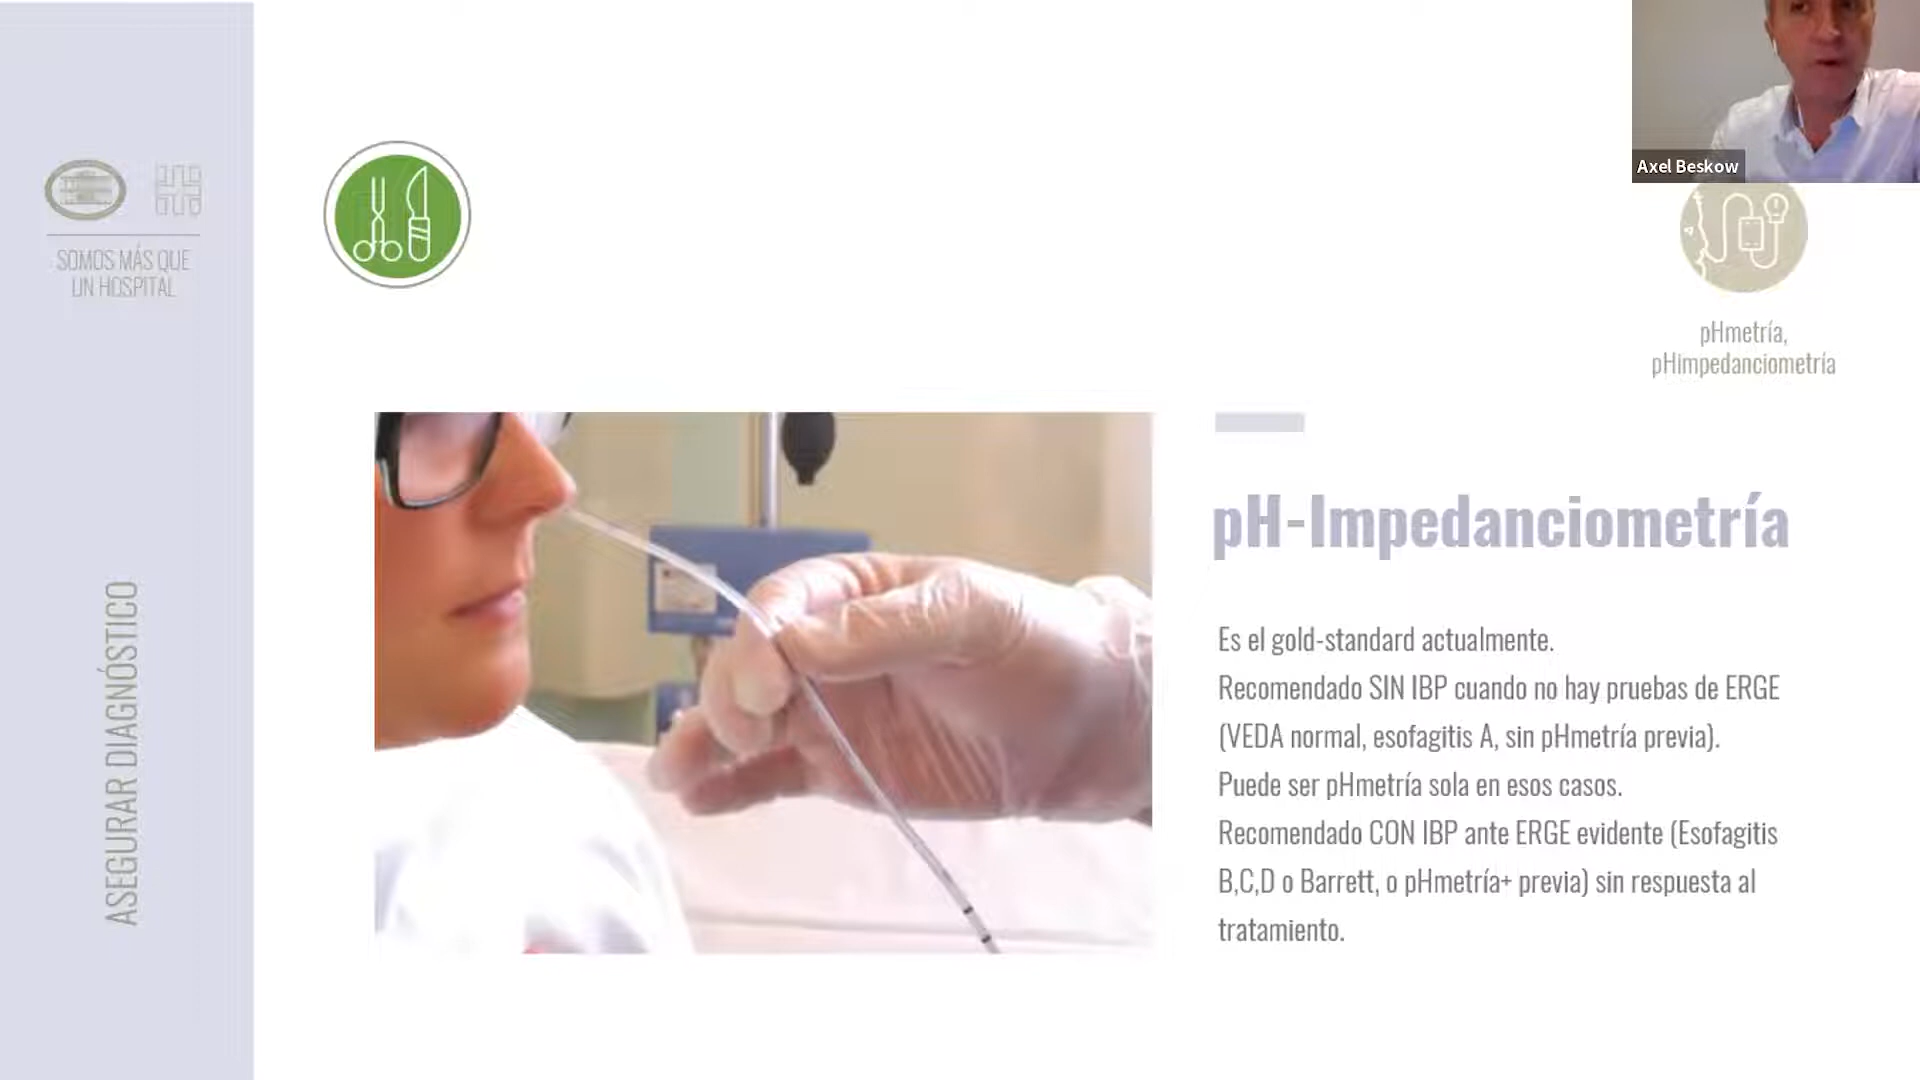 Axel Beskow
SOMOS MÁS QUE
UN HOSPITAL
ASEGURAR DIAGNÓSTICO
pHmetría,
pHimpedanciometría
pH-Impedanciometría
Es el gold-standard actualmente.
Recomendado SIN IBP cuando no hay pruebas de ERGE
(VEDA normal, esofagitis A, sin pHmetría previa).
Puede ser pHmetría sola en esos casos.
Recomendado CON IBP ante ERGE evidente (Esofagitis
B,C,D o Barrett, o pHmetría+ previa) sin respuesta al
tratamiento.